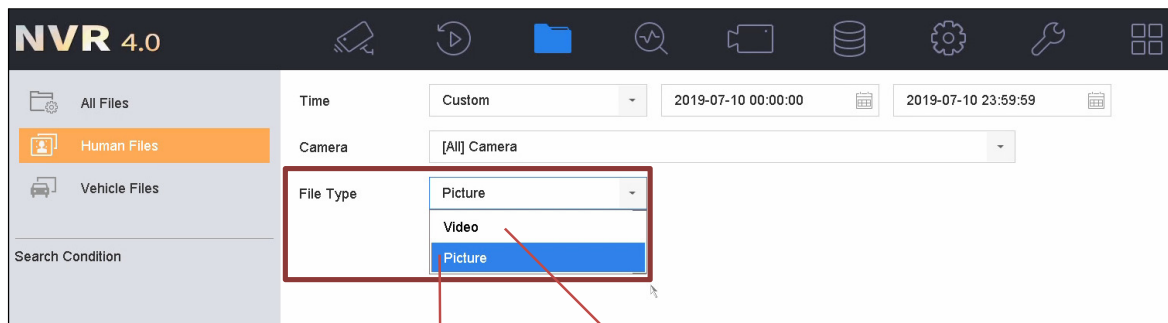 NVR 4.0
All Files
Human Files
Vehicle Files
Search Condition
Time Custom 2019-07-10 00:00:00 2019-07-10 23:59:59
Camera [All] Camera
File Type Picture
Video
Picture